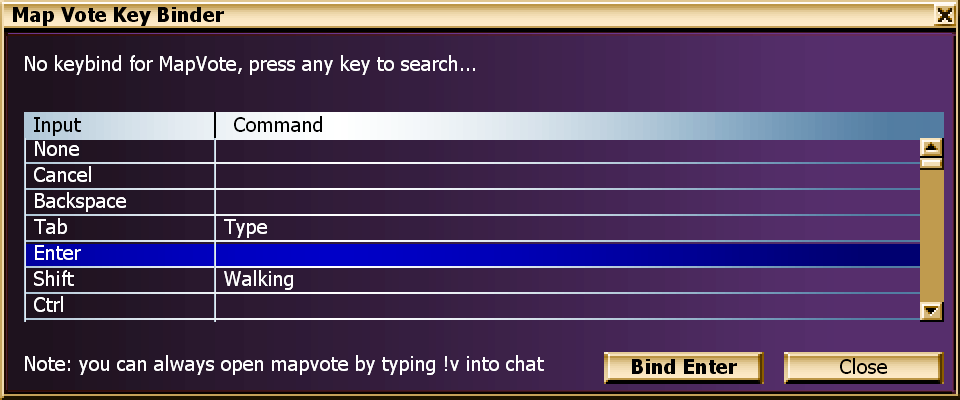 Map Vote Key Binder
No keybind for MapVote, press any key to search...
Input Command
None
Cancel
Backspace
Tab Type
Enter
Shift Walking
Ctrl
Note: you can always open mapvote by typing !v into chat
Bind Enter Close